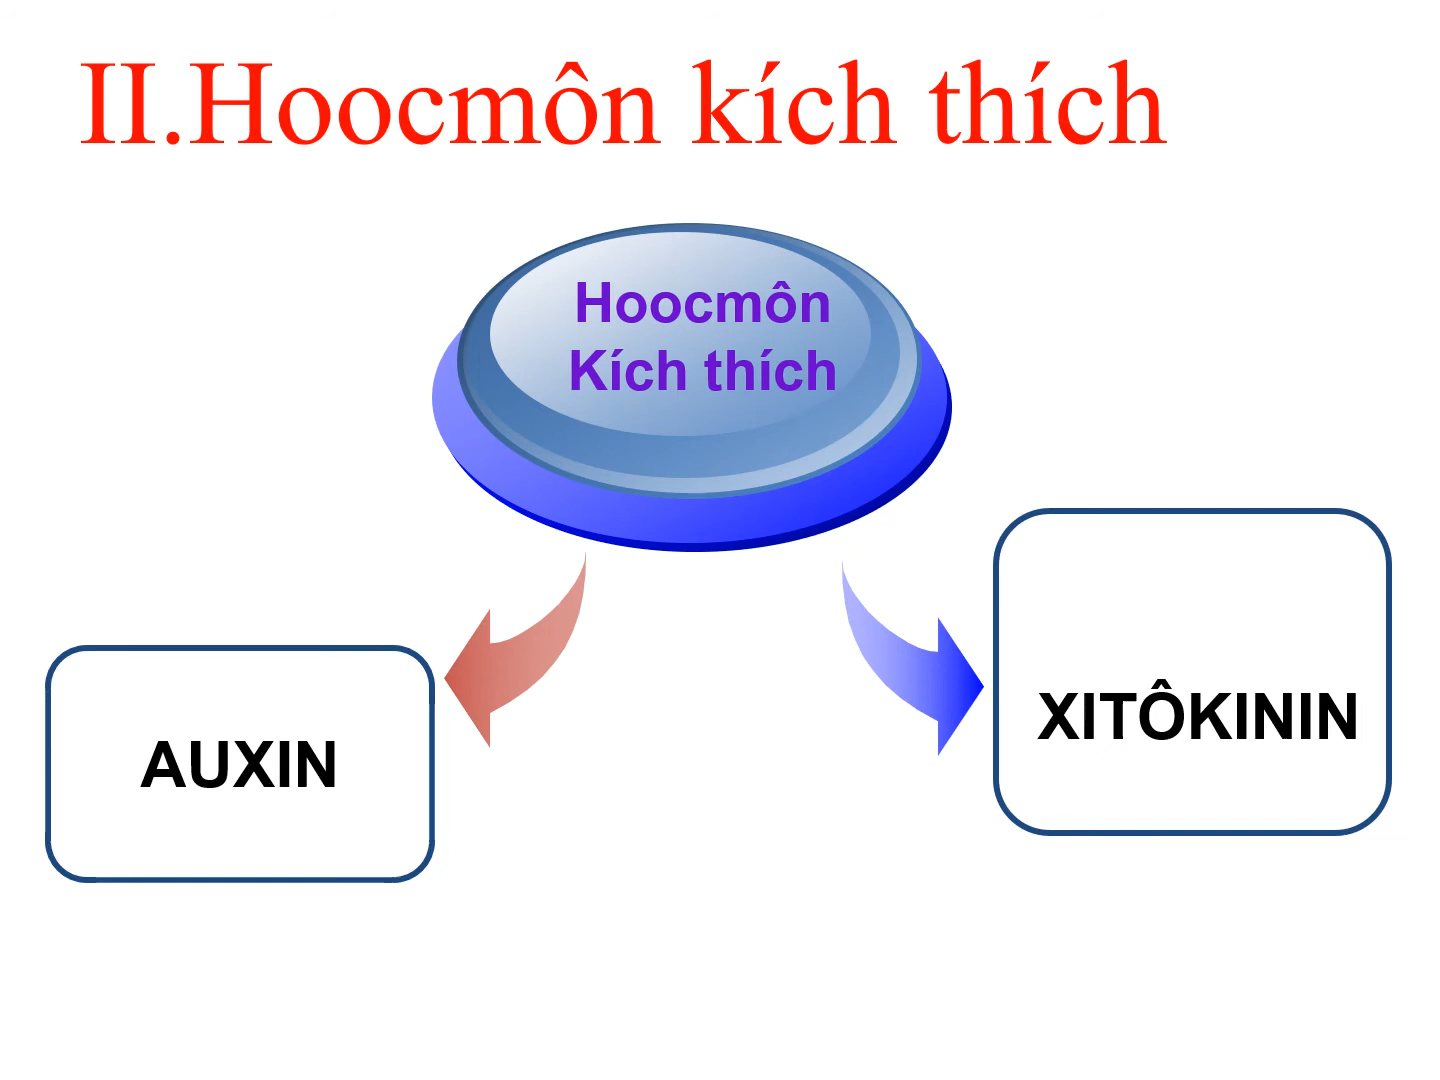 II.Hoocmôn kích thích
Hoocmôn
Kích thích
AUXIN
XITÔKININ